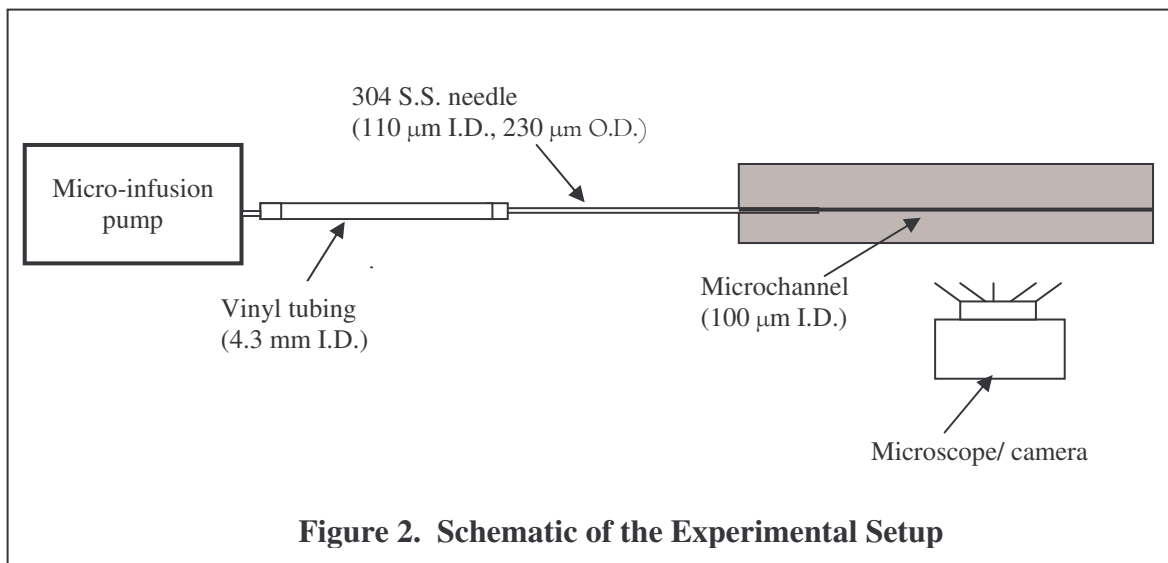 304 S.S. needle
(110 μm I.D., 230 μm O.D.)
Micro-infusion
pump
Vinyl tubing
(4.3 mm I.D.)
Microchannel
(100 μm I.D.)
Microscope/ camera
Figure 2. Schematic of the Experimental Setup